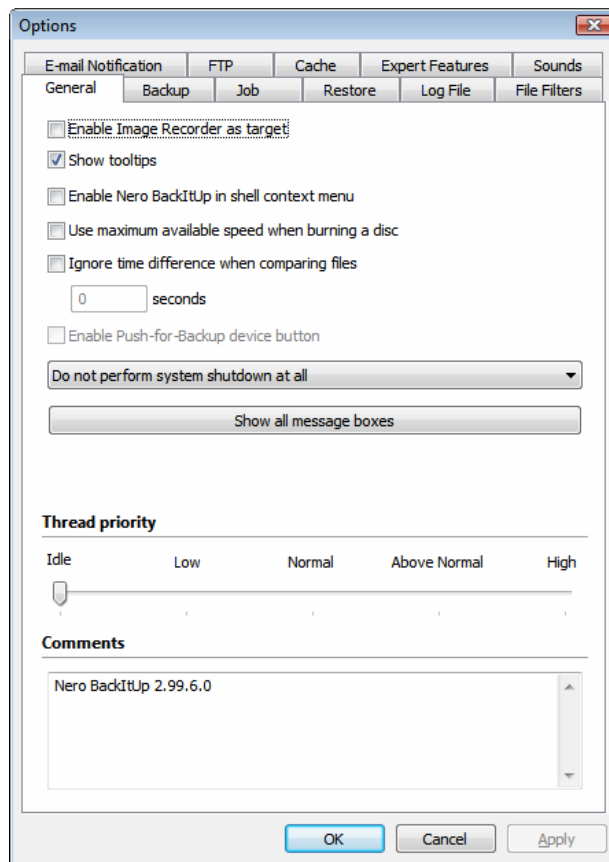 Options
E-mail Notification FTP Cache Expert Features Sounds
General Backup Job Restore Log File File Filters
Enable Image Recorder as target
Show tooltips
Enable Nero BackItUp in shell context menu
Use maximum available speed when burning a disc
Ignore time difference when comparing files
0 seconds
Enable Push-for-Backup device button
Do not perform system shutdown at all
Show all message boxes
Thread priority
Idle Low Normal Above Normal High
Comments
Nero BackItUp 2.99.6.0
OK Cancel Apply